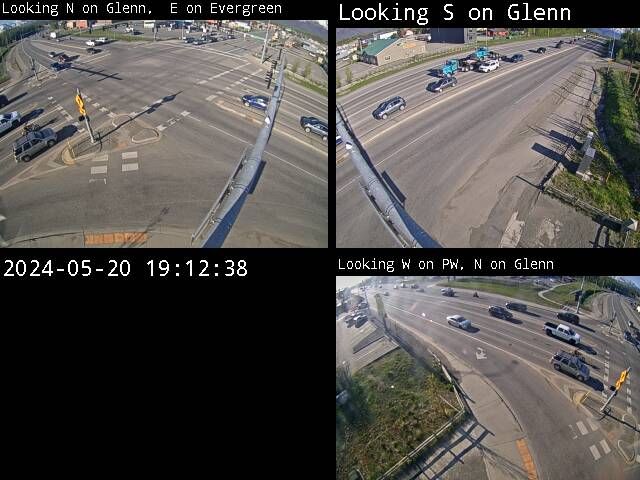 Looking N on Glenn,  E on Evergreen
Looking S on Glenn
2024-05-20 19:12:38
Looking W on PW, N on Glenn